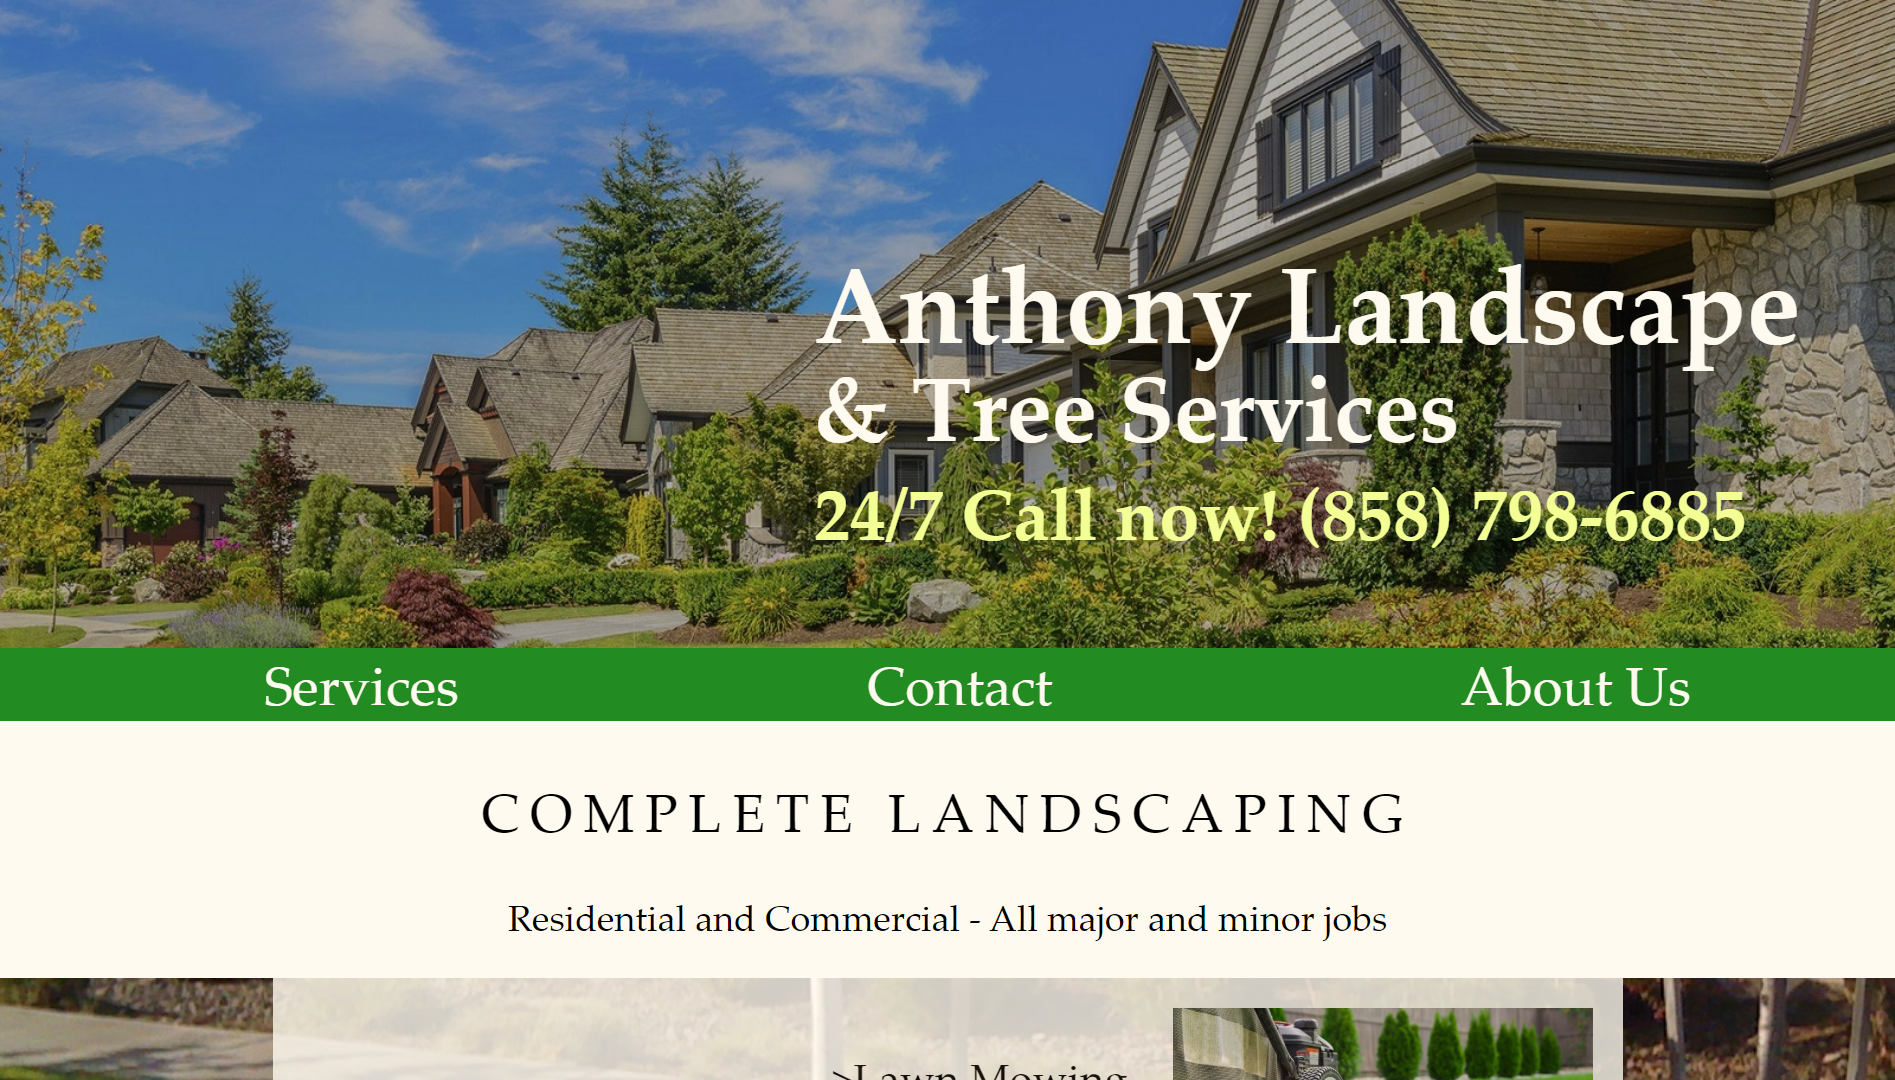 Anthony Landscape
& Tree Services
24/7 Call now! (858) 798-6885
Services Contact About Us
COMPLETE LANDSCAPING
Residential and Commercial - All major and minor jobs
>Lawn Mowing